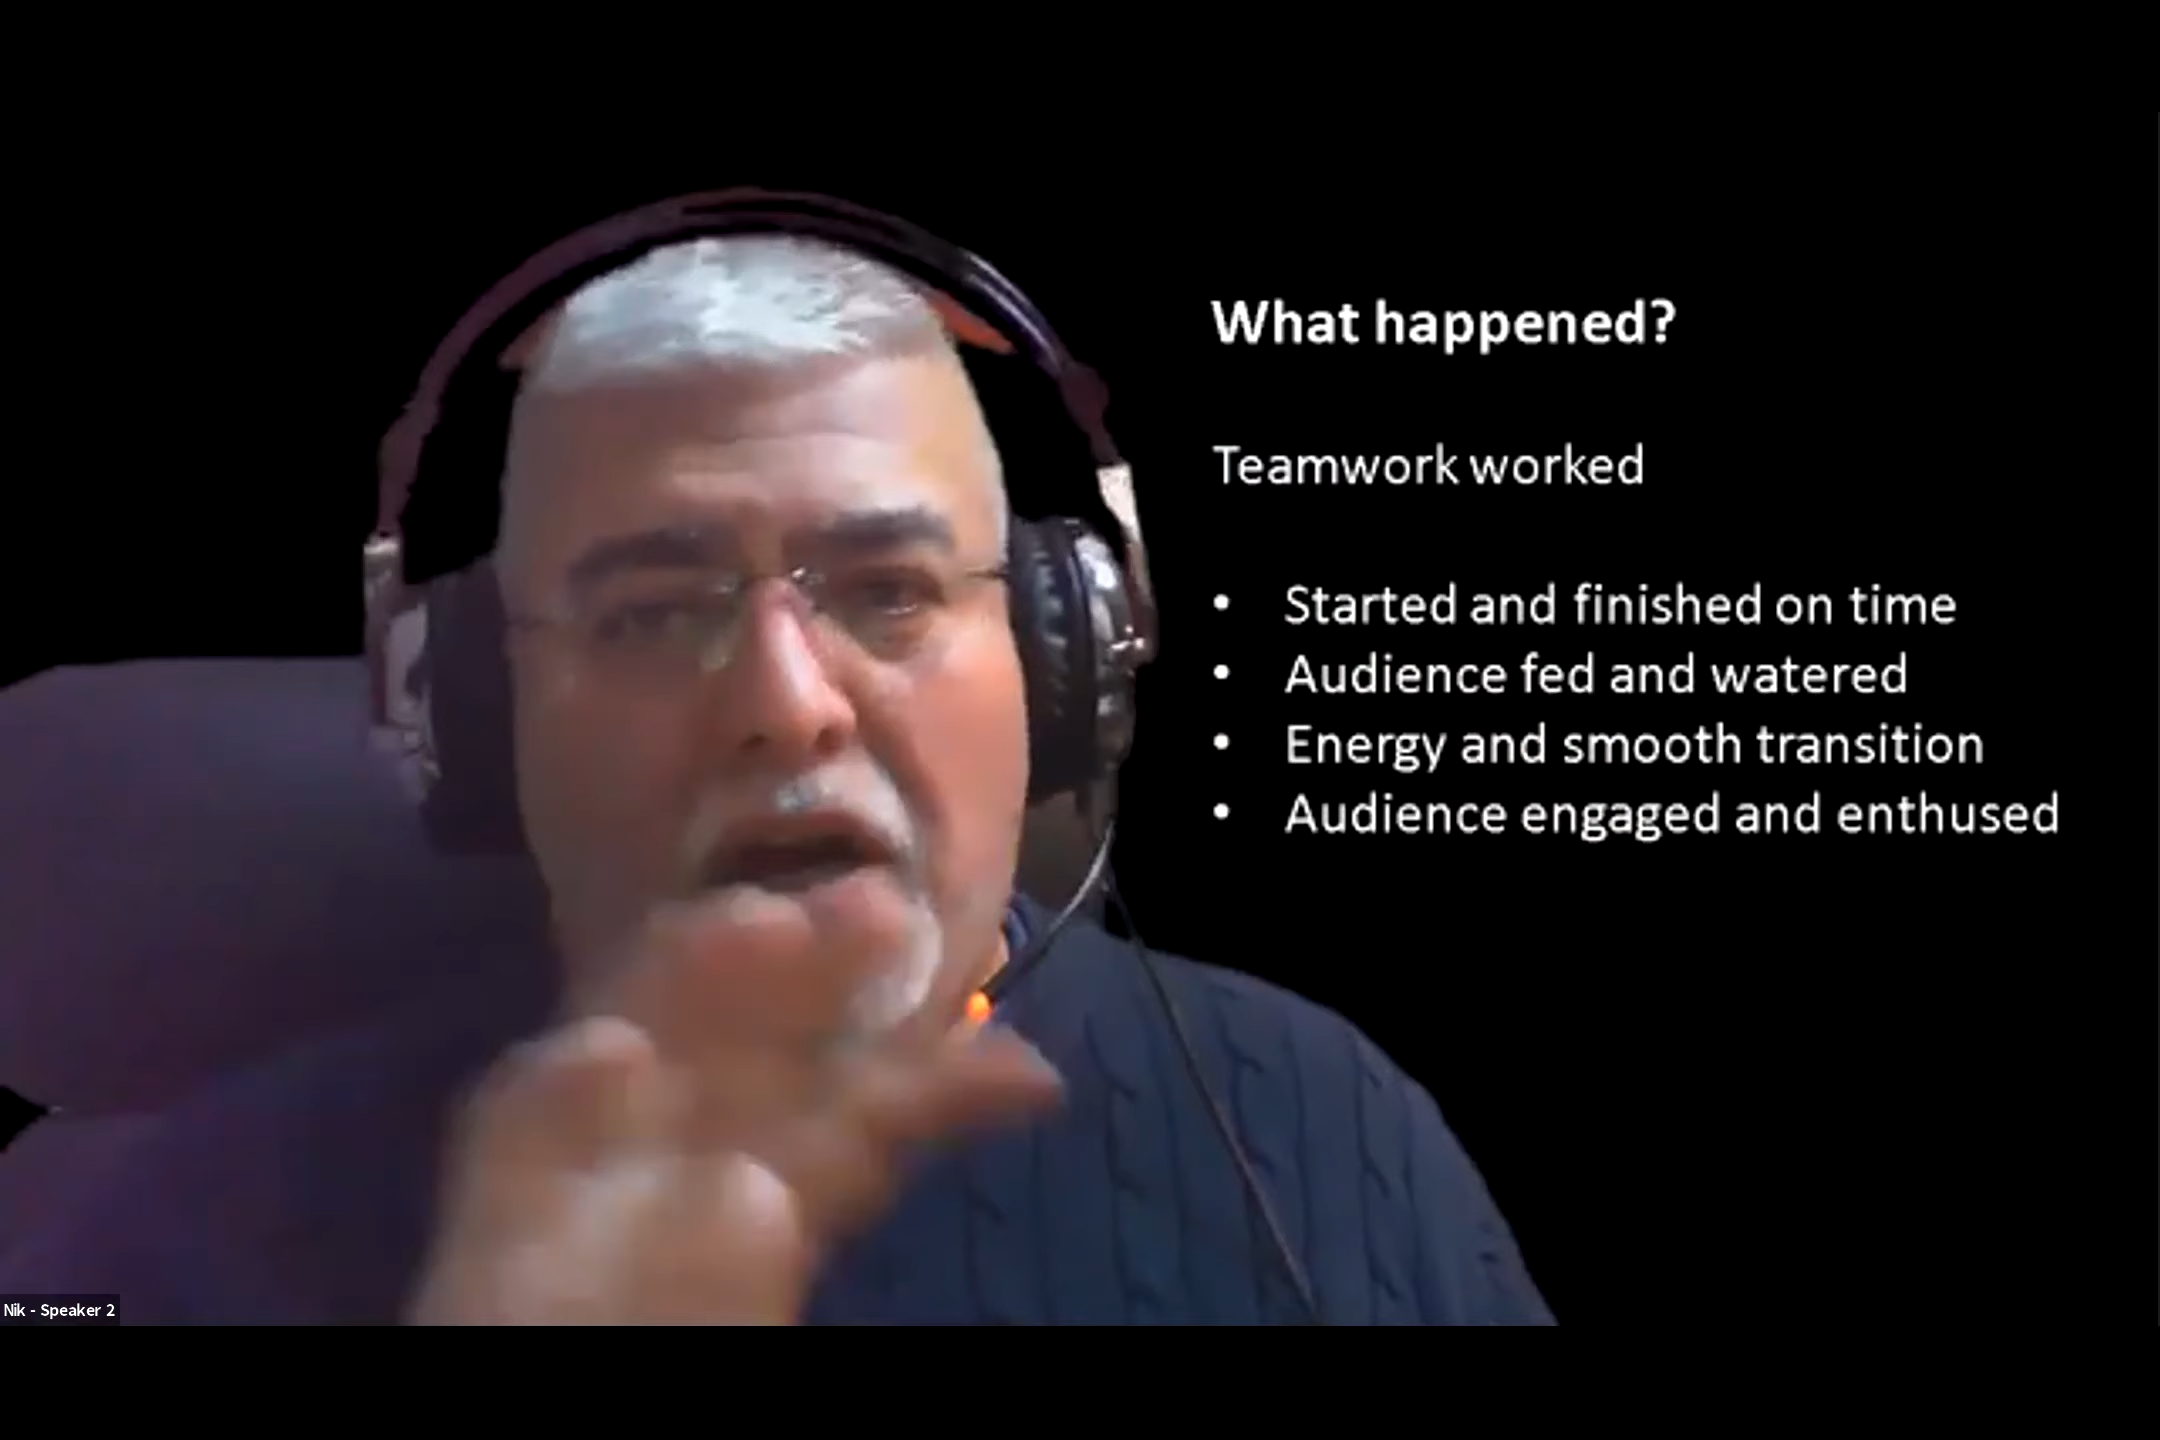 What happened?
Teamwork worked
• Started and finished on time
• Audience fed and watered
• Energy and smooth transition
• Audience engaged and enthused
Nik - Speaker 2